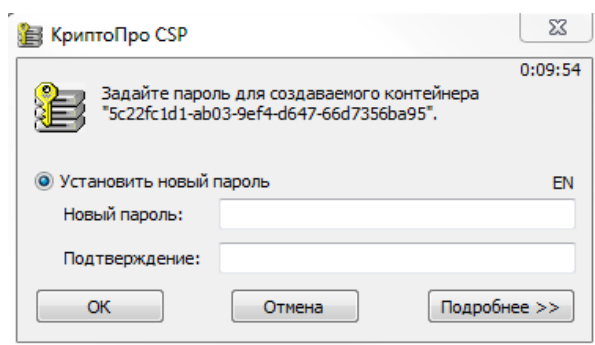 КриптоПро CSP
0:09:54
Задайте пароль для создаваемого контейнера
"5c22fc1d1-ab03-9ef4-d647-66d7356ba95".
Установить новый пароль EN
Новый пароль:
Подтверждение:
ОК Отмена Подробнее >>